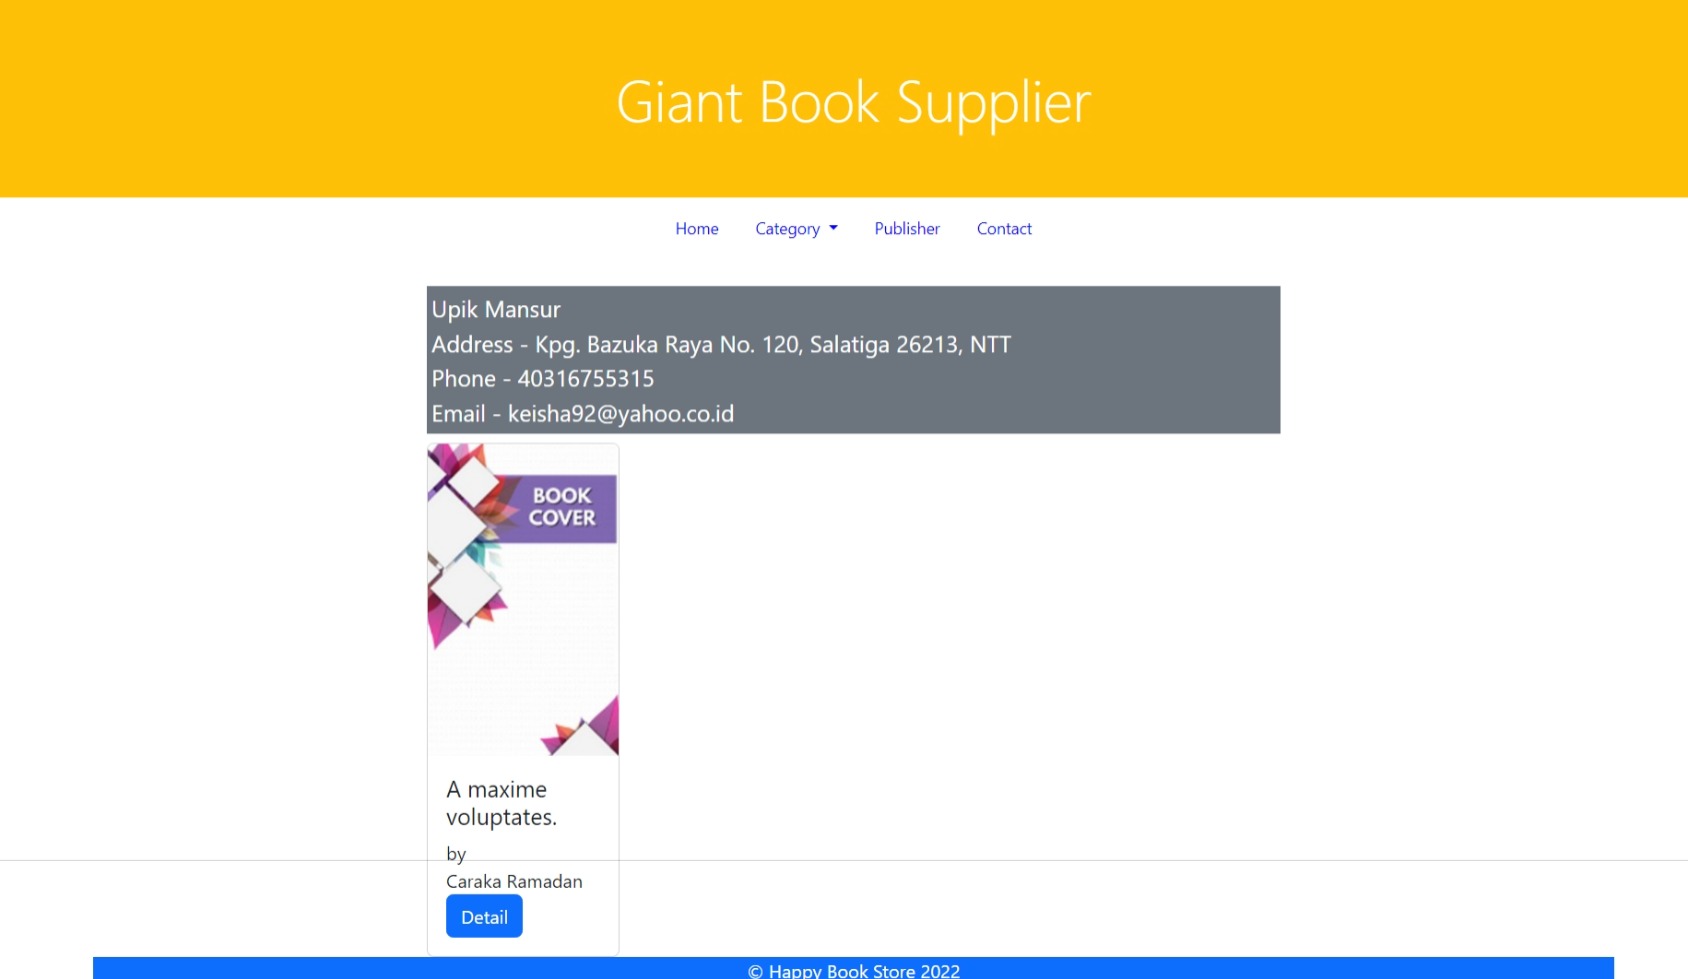 Giant Book Supplier
Home Category Publisher Contact
Upik Mansur
Address - Kpg. Bazuka Raya No. 120, Salatiga 26213, NTT
Phone - 40316755315
Email - keisha92@yahoo.co.id
BOOK
COVER
A maxime
voluptates.
by
Caraka Ramadan
Detail
© Happy Book Store 2022